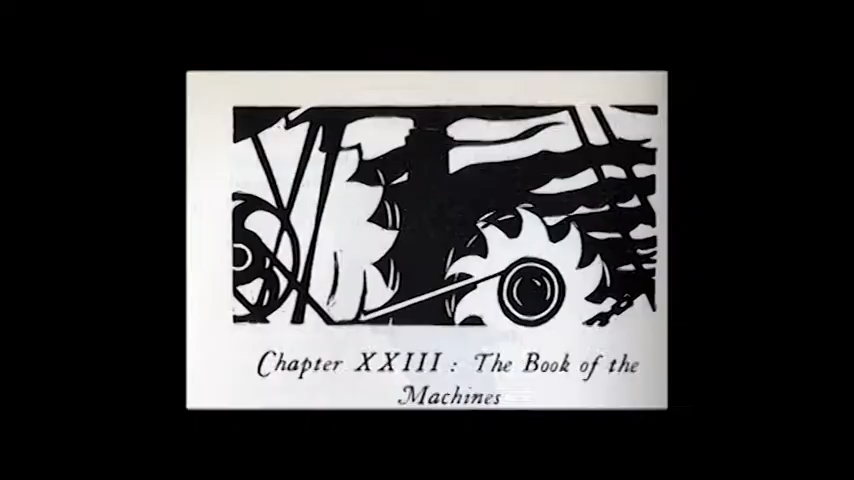 Chapter XXIII : The Book of the
Machines